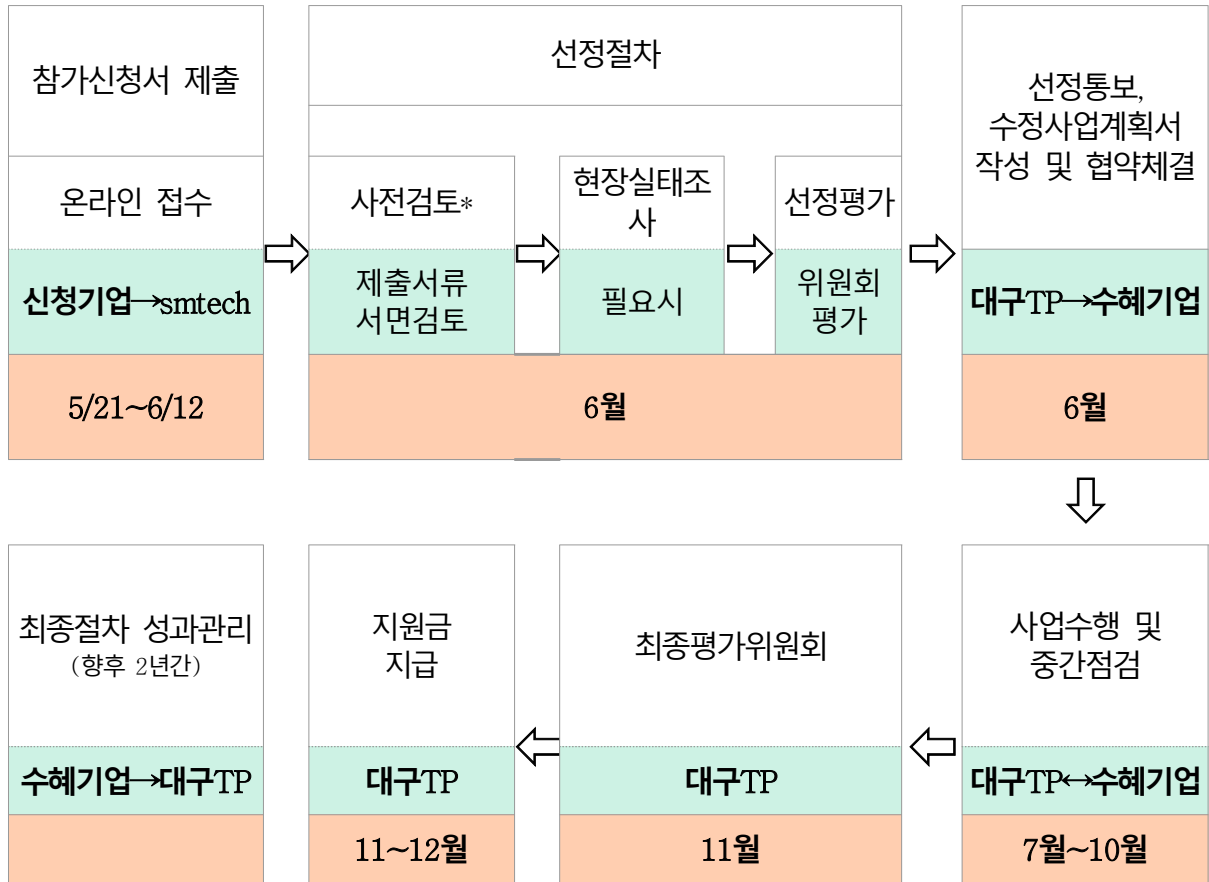 참가신청서 제출
온라인 접수
신청기업→smtech
5/21~6/12
선정절차
사전검토*
제출서류
서면검토
현장실태조
사
필요시
선정평가
위원회
평가
6월
선정통보,
수정사업계획서
작성 및 협약체결
대구TP→수혜기업
6월
사업수행 및
중간점검
대구TP↔수혜기업
7월~10월
최종평가위원회
대구TP
11월
지원금
지급
대구TP
11~12월
최종절차 성과관리
(향후 2년간)
수혜기업→대구TP